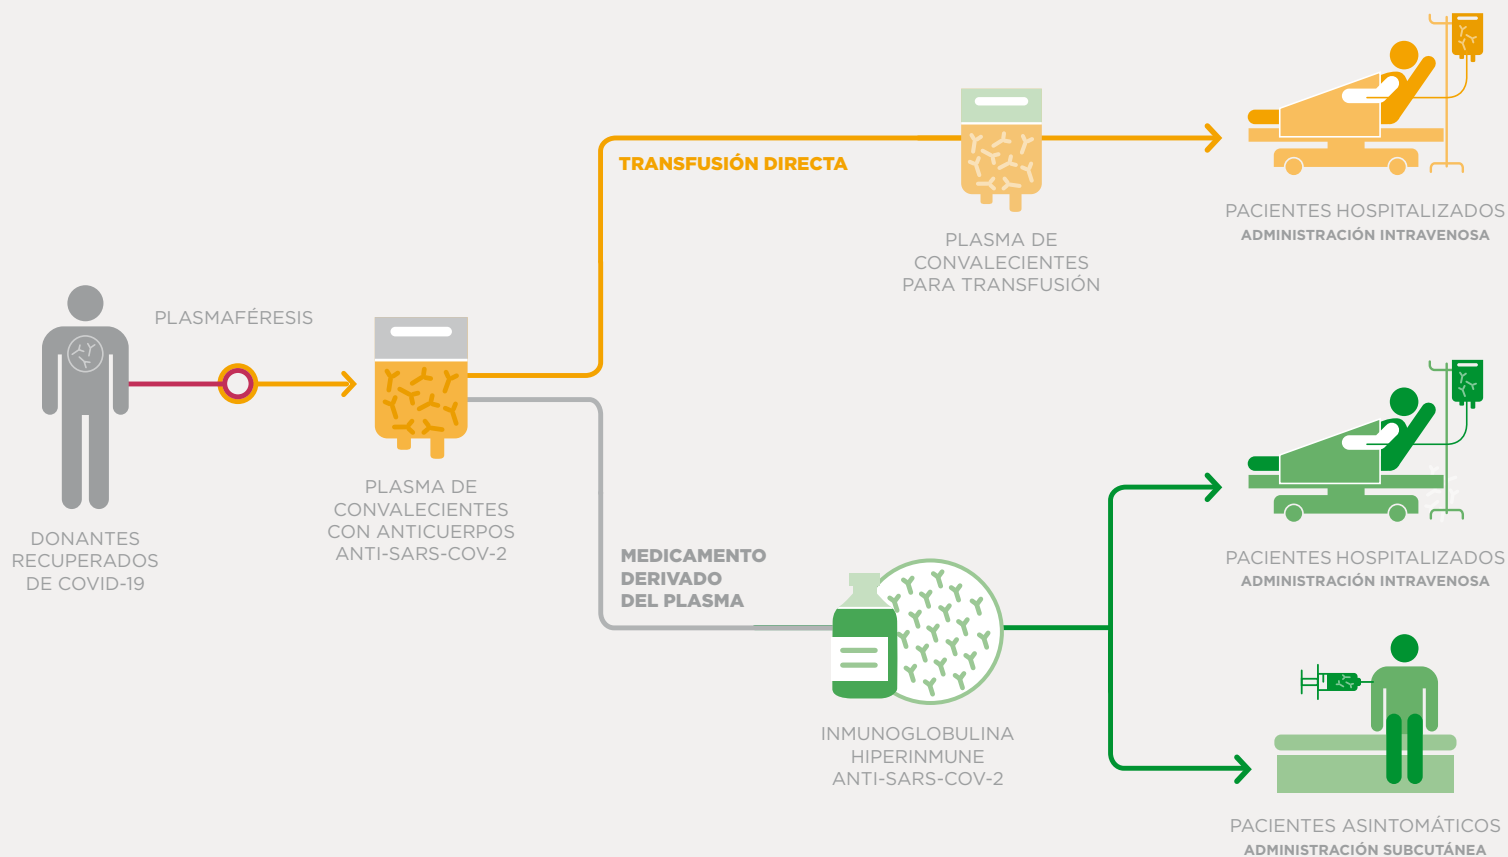 PLASMAFÉRESIS
DONANTES
RECUPERADOS
DE COVID-19
PLASMA DE
CONVALECIENTES
CON ANTICUERPOS
ANTI-SARS-COV-2
TRANSFUSIÓN DIRECTA
PLASMA DE
CONVALECIENTES
PARA TRANSFUSIÓN
PACIENTES HOSPITALIZADOS
ADMINISTRACIÓN INTRAVENOSA
MEDICAMENTO
DERIVADO
DEL PLASMA
INMUNOGLOBULINA
HIPERINMUNE
ANTI-SARS-COV-2
PACIENTES HOSPITALIZADOS
ADMINISTRACIÓN INTRAVENOSA
PACIENTES ASINTOMÁTICOS
ADMINISTRACIÓN SUBCUTÁNEA